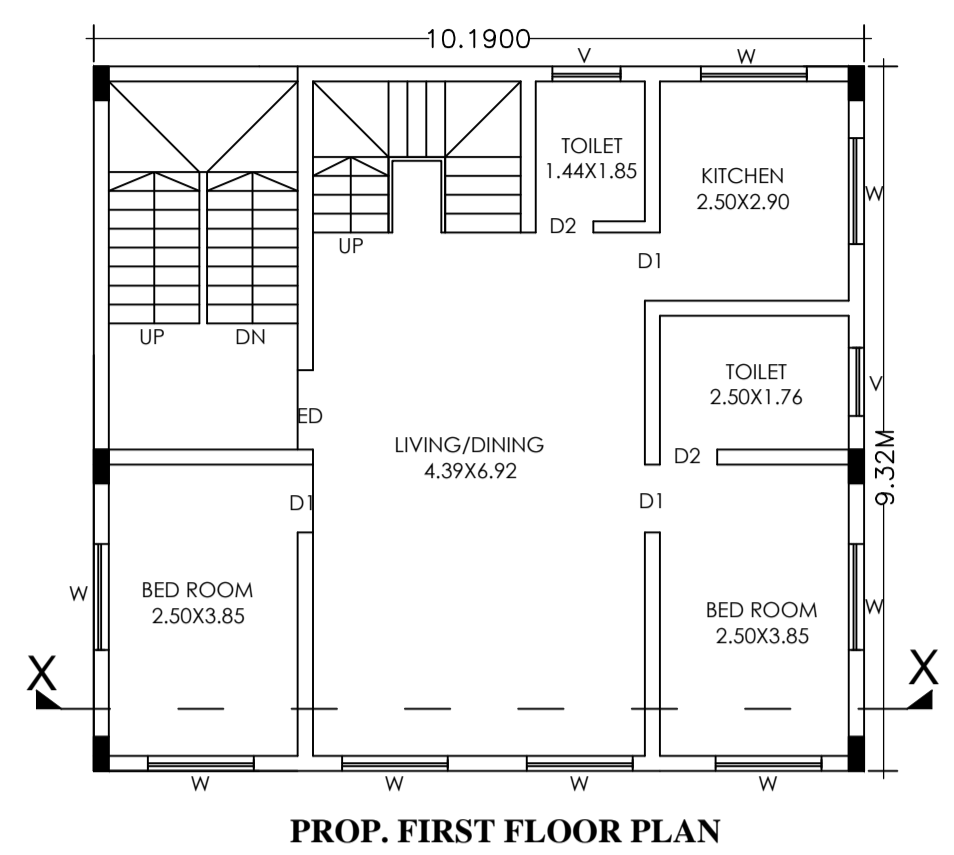 10.1900
V
W
TOILET
1.44X1.85
KITCHEN
2.50X2.90
W
D2
UP
D1
UP
DN
TOILET
2.50X1.76
V
ED
LIVING/DINING
4.39X6.92
D2
9.32M
D1
D1
BED ROOM
2.50X3.85
W
BED ROOM
2.50X3.85
W
X
X
W
W
W
W
PROP. FIRST FLOOR PLAN